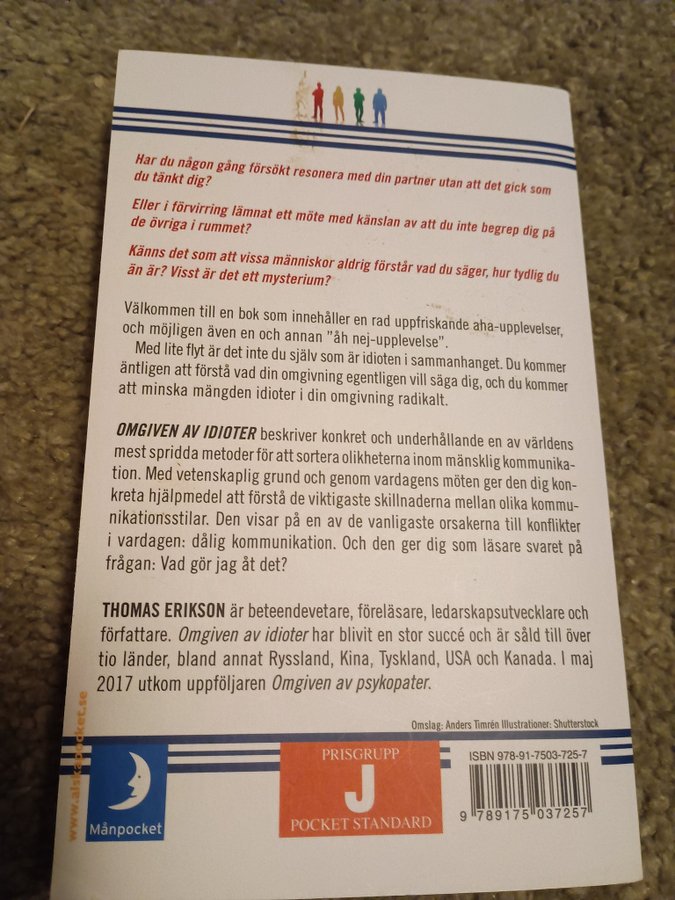 Har du någon gång försökt resonera med din partner utan att det gick som
du tänkt dig?
Eller i förvirring lämnat ett möte med känslan av att du inte begrep dig på
de övriga i rummet?
Känns det som att vissa människor aldrig förstår vad du säger, hur tydlig du
än är? Visst är det ett mysterium?
Välkommen till en bok som innehåller en rad uppfriskande aha-upplevelser,
och möjligen även en och annan ”åh nej-upplevelse”.
Med lite flyt är det inte du själv som är idioten i sammanhanget. Du kommer
äntligen att förstå vad din omgivning egentligen vill säga dig, och du kommer
att minska mängden idioter i din omgivning radikalt.
OMGIVEN AV IDIOTER beskriver konkret och underhållande en av världens
mest spridda metoder för att sortera olikheterna inom mänsklig kommunika-
tion. Med vetenskaplig grund och genom vardagens möten ger den dig kon-
kreta hjälpmedel att förstå de viktigaste skillnaderna mellan olika kommu-
nikationsstilar. Den visar på en av de vanligaste orsakerna till konflikter
i vardagen: dålig kommunikation. Och den ger dig som läsare svaret på
frågan: Vad gör jag åt det?
THOMAS ERIKSON är beteendevetare, föreläsare, ledarskapsutvecklare och
författare. Omgiven av idioter har blivit en stor succé och är såld till över
tio länder, bland annat Ryssland, Kina, Tyskland, USA och Kanada. I maj
2017 utkom uppföljaren Omgiven av psykopater.
Omslag: Anders Timrén Illustrationer: Shutterstock
www.alskapocket.se
Månpocket
PRISGRUPP
J
POCKET STANDARD
ISBN 978-91-7503-725-7
9 789175 037257